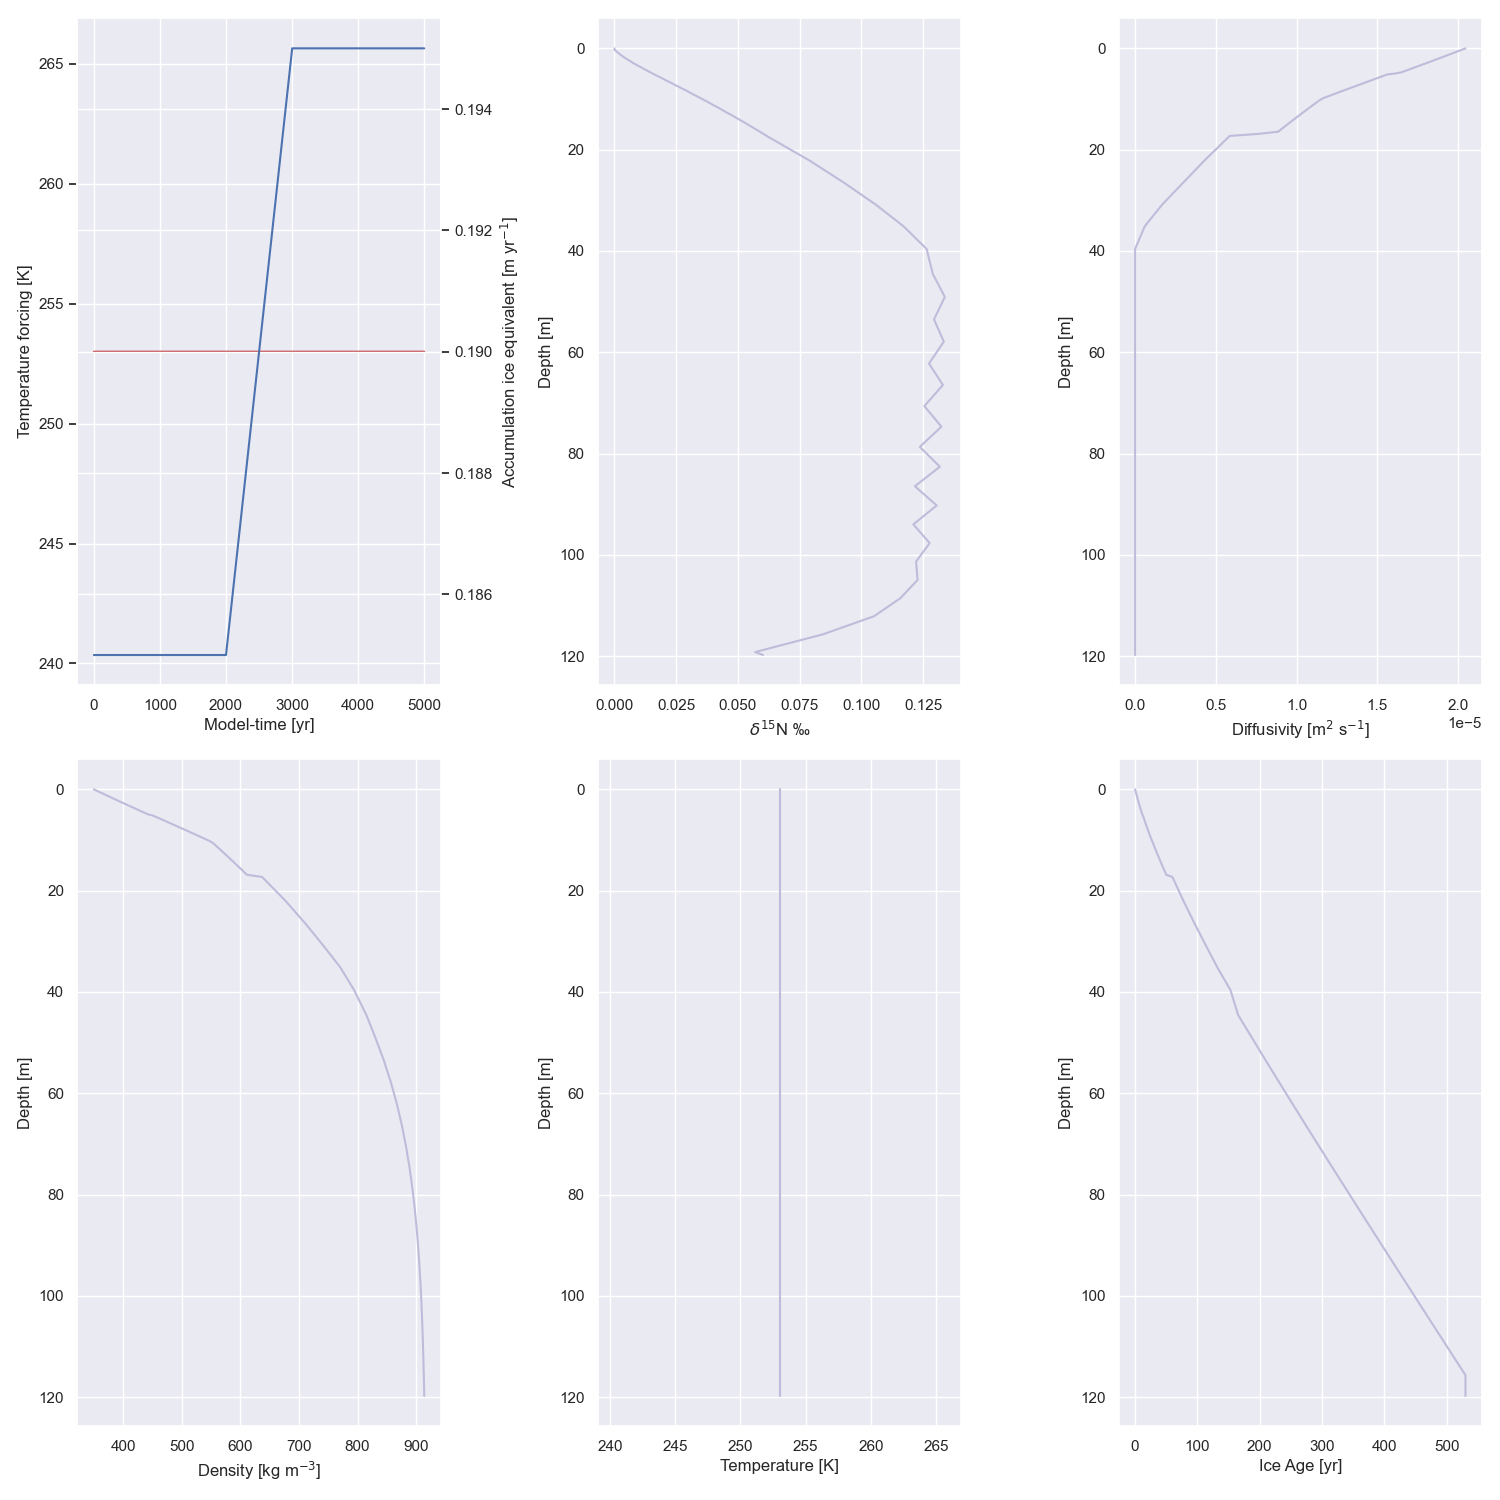 265
260
255
250
245
240
Temperature forcing [K]
0 1000 2000 3000 4000 5000
Model-time [yr]
0.194
0.192
0.190
0.188
0.186
Accumulation ice equivalent [m yr⁻¹]
0
20
40
60
80
100
120
Depth [m]
0.000 0.025 0.050 0.075 0.100 0.125
δ¹⁵N ‰
0
20
40
60
80
100
120
Depth [m]
0.0 0.5 1.0 1.5 2.0
1e−5
Diffusivity [m² s⁻¹]
0
20
40
60
80
100
120
Depth [m]
400 500 600 700 800 900
Density [kg m⁻³]
0
20
40
60
80
100
120
Depth [m]
240 245 250 255 260 265
Temperature [K]
0
20
40
60
80
100
120
Depth [m]
0 100 200 300 400 500
Ice Age [yr]